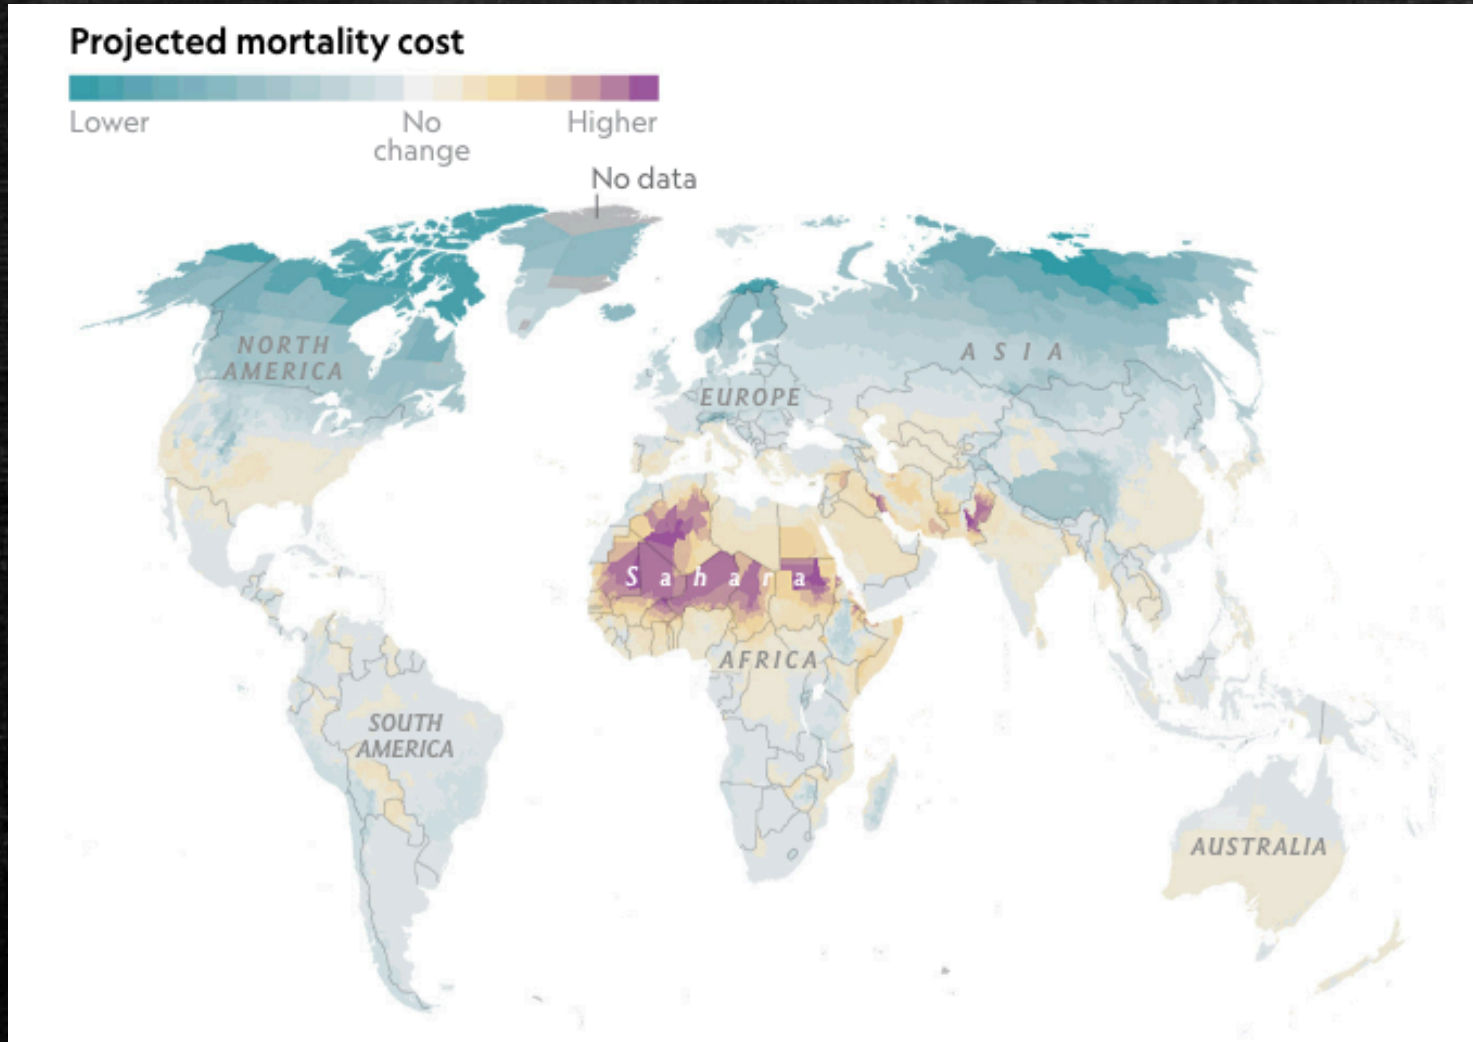 Projected mortality cost
Lower
No
change
Higher
No data
NORTH
AMERICA
ASIA
EUROPE
Sahara
AFRICA
SOUTH
AMERICA
AUSTRALIA